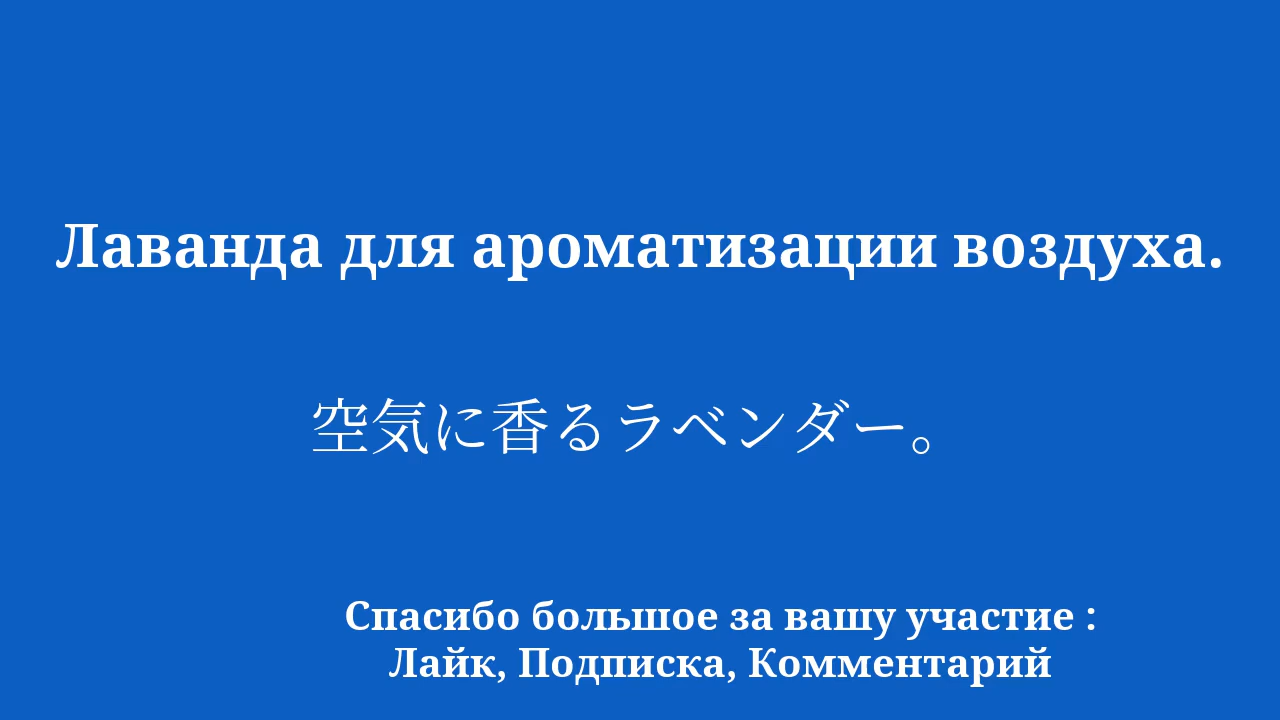 Лаванда для ароматизации воздуха.
空気に香るラベンダー。
Спасибо большое за вашу участие :
Лайк, Подписка, Комментарий